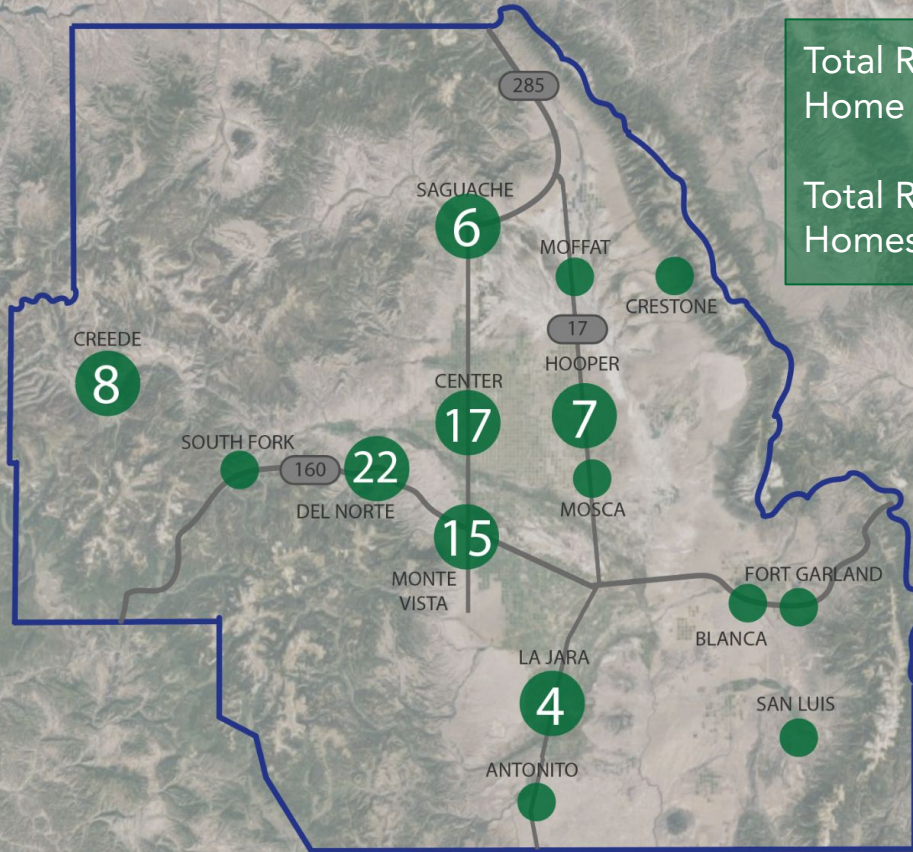 Total R
Home
Total R
Homes
285
SAGUACHE
6
MOFFAT
CRESTONE
17
CREEDE
8
HOOPER
CENTER
17
7
SOUTH FORK
160
22
DEL NORTE
MOSCA
15
MONTE
VISTA
FORT GARLAND
BLANCA
LA JARA
4
SAN LUIS
ANTONITO